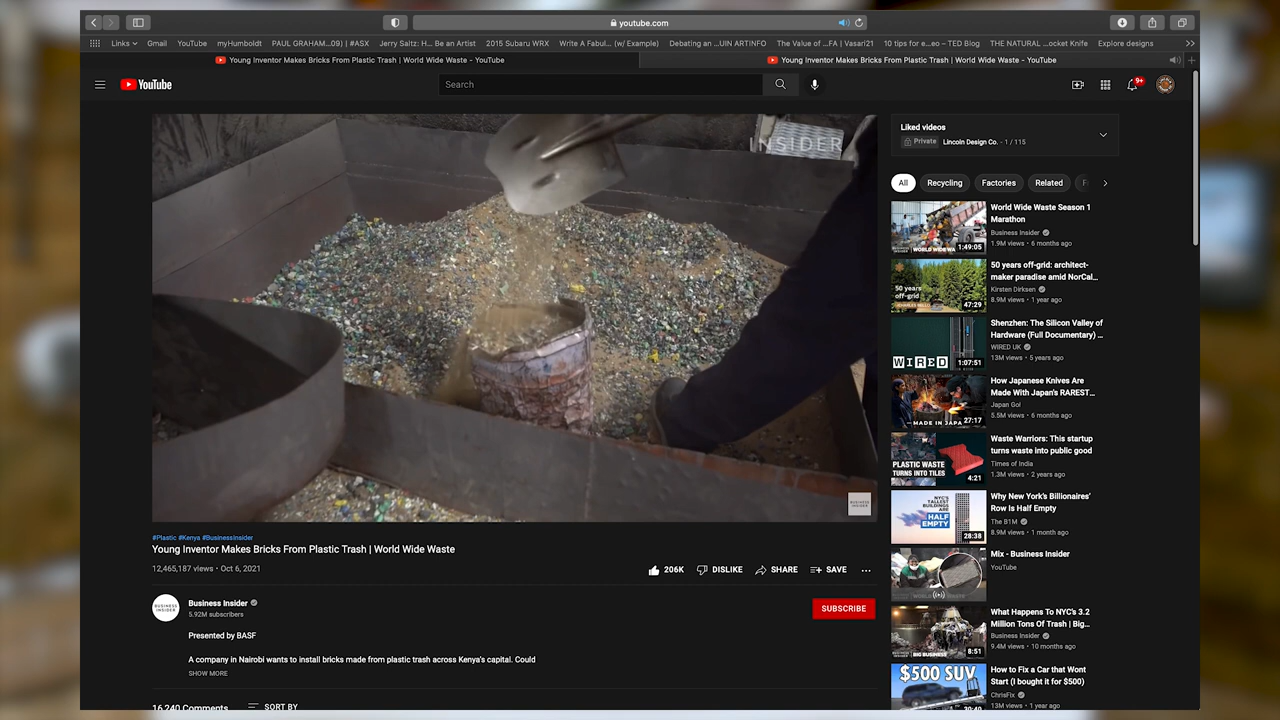 youtube.com
Links
Gmail
YouTube
myHumboldt
PAUL GRAHAM...09) | #ASX
Jerry Saltz: H... Be an Artist
2015 Subaru WRX
Write A Fabul... (w/ Example)
Debating an ...UIN ARTINFO
The Value of ...FA | Vasari21
10 tips for e...eo – TED Blog
THE NATURAL ...ocket Knife
Explore designs
Young Inventor Makes Bricks From Plastic Trash | World Wide Waste - YouTube
Young Inventor Makes Bricks From Plastic Trash | World Wide Waste - YouTube
YouTube
Search
9+
INSIDER
BUSINESS
INSIDER
#Plastic #Kenya #BusinessInsider
Young Inventor Makes Bricks From Plastic Trash | World Wide Waste
12,465,187 views • Oct 6, 2021
206K
DISLIKE
SHARE
SAVE
BUSINESS
INSIDER
Business Insider
5.92M subscribers
SUBSCRIBE
Presented by BASF
A company in Nairobi wants to install bricks made from plastic trash across Kenya's capital. Could
SHOW MORE
16,240 Comments
SORT BY
Liked videos
Private
Lincoln Design Co. - 1 / 115
All
Recycling
Factories
Related
World Wide Waste Season 1
Marathon
Business Insider
1.9M views • 6 months ago
1:49:05
50 years off-grid: architect-
maker paradise amid NorCal...
Kirsten Dirksen
8.9M views • 1 year ago
50 years
off-grid
47:29
Shenzhen: The Silicon Valley of
Hardware (Full Documentary) ...
WIRED UK
13M views • 5 years ago
WIRED
1:07:51
How Japanese Knives Are
Made With Japan's RAREST...
Japan Go!
5.5M views • 6 months ago
MADE IN JAPA
27:17
Waste Warriors: This startup
turns waste into public good
Times of India
1.3M views • 2 years ago
PLASTIC WASTE
TURNS INTO TILES
4:21
Why New York's Billionaires'
Row Is Half Empty
The B1M
8.9M views • 1 month ago
NYC'S
TALLEST
BUILDINGS
ARE
HALF
EMPTY
28:38
Mix - Business Insider
YouTube
What Happens To NYC's 3.2
Million Tons Of Trash | Big...
Business Insider
9.4M views • 10 months ago
BIG BUSINESS
8:51
How to Fix a Car that Wont
Start (I bought it for $500)
ChrisFix
13M views • 1 year ago
$500 SUV
30:40